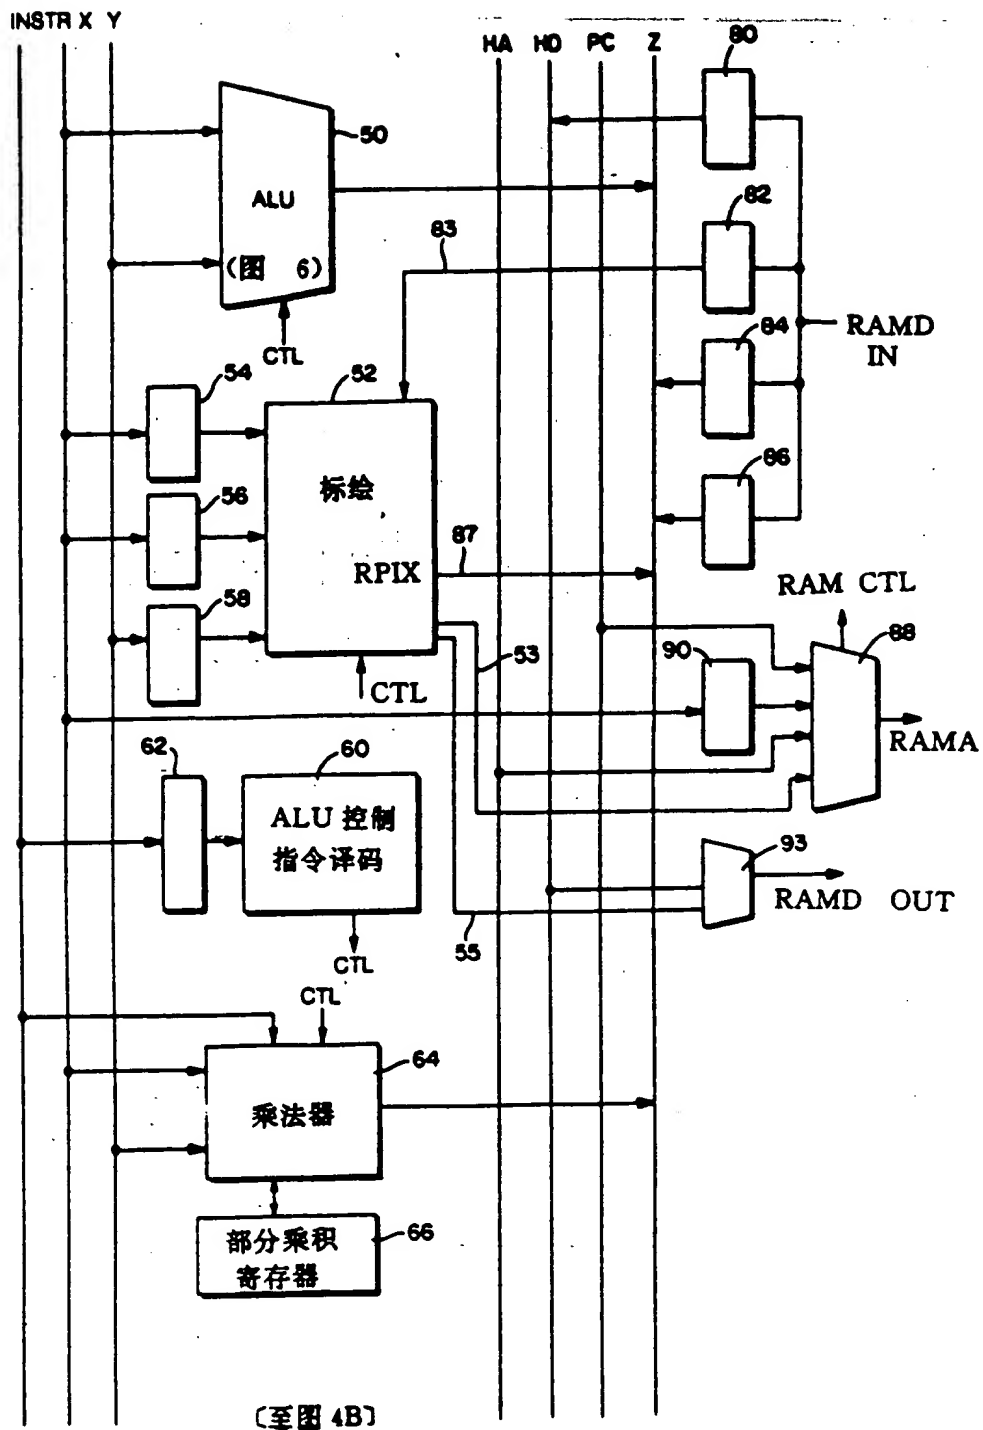 INSTR X Y
HA HD PC Z
80
50
ALU
(图 6)
CTL
82
83
84
RAMD
IN
54
52
标绘
RPIX
56
86
87
58
CTL
53
RAM CTL
88
90
RAMA
62
60
ALU 控制
指令译码
CTL
93
RAMD OUT
55
CTL
64
乘法器
66
部分乘积
寄存器
〔至图 4B〕